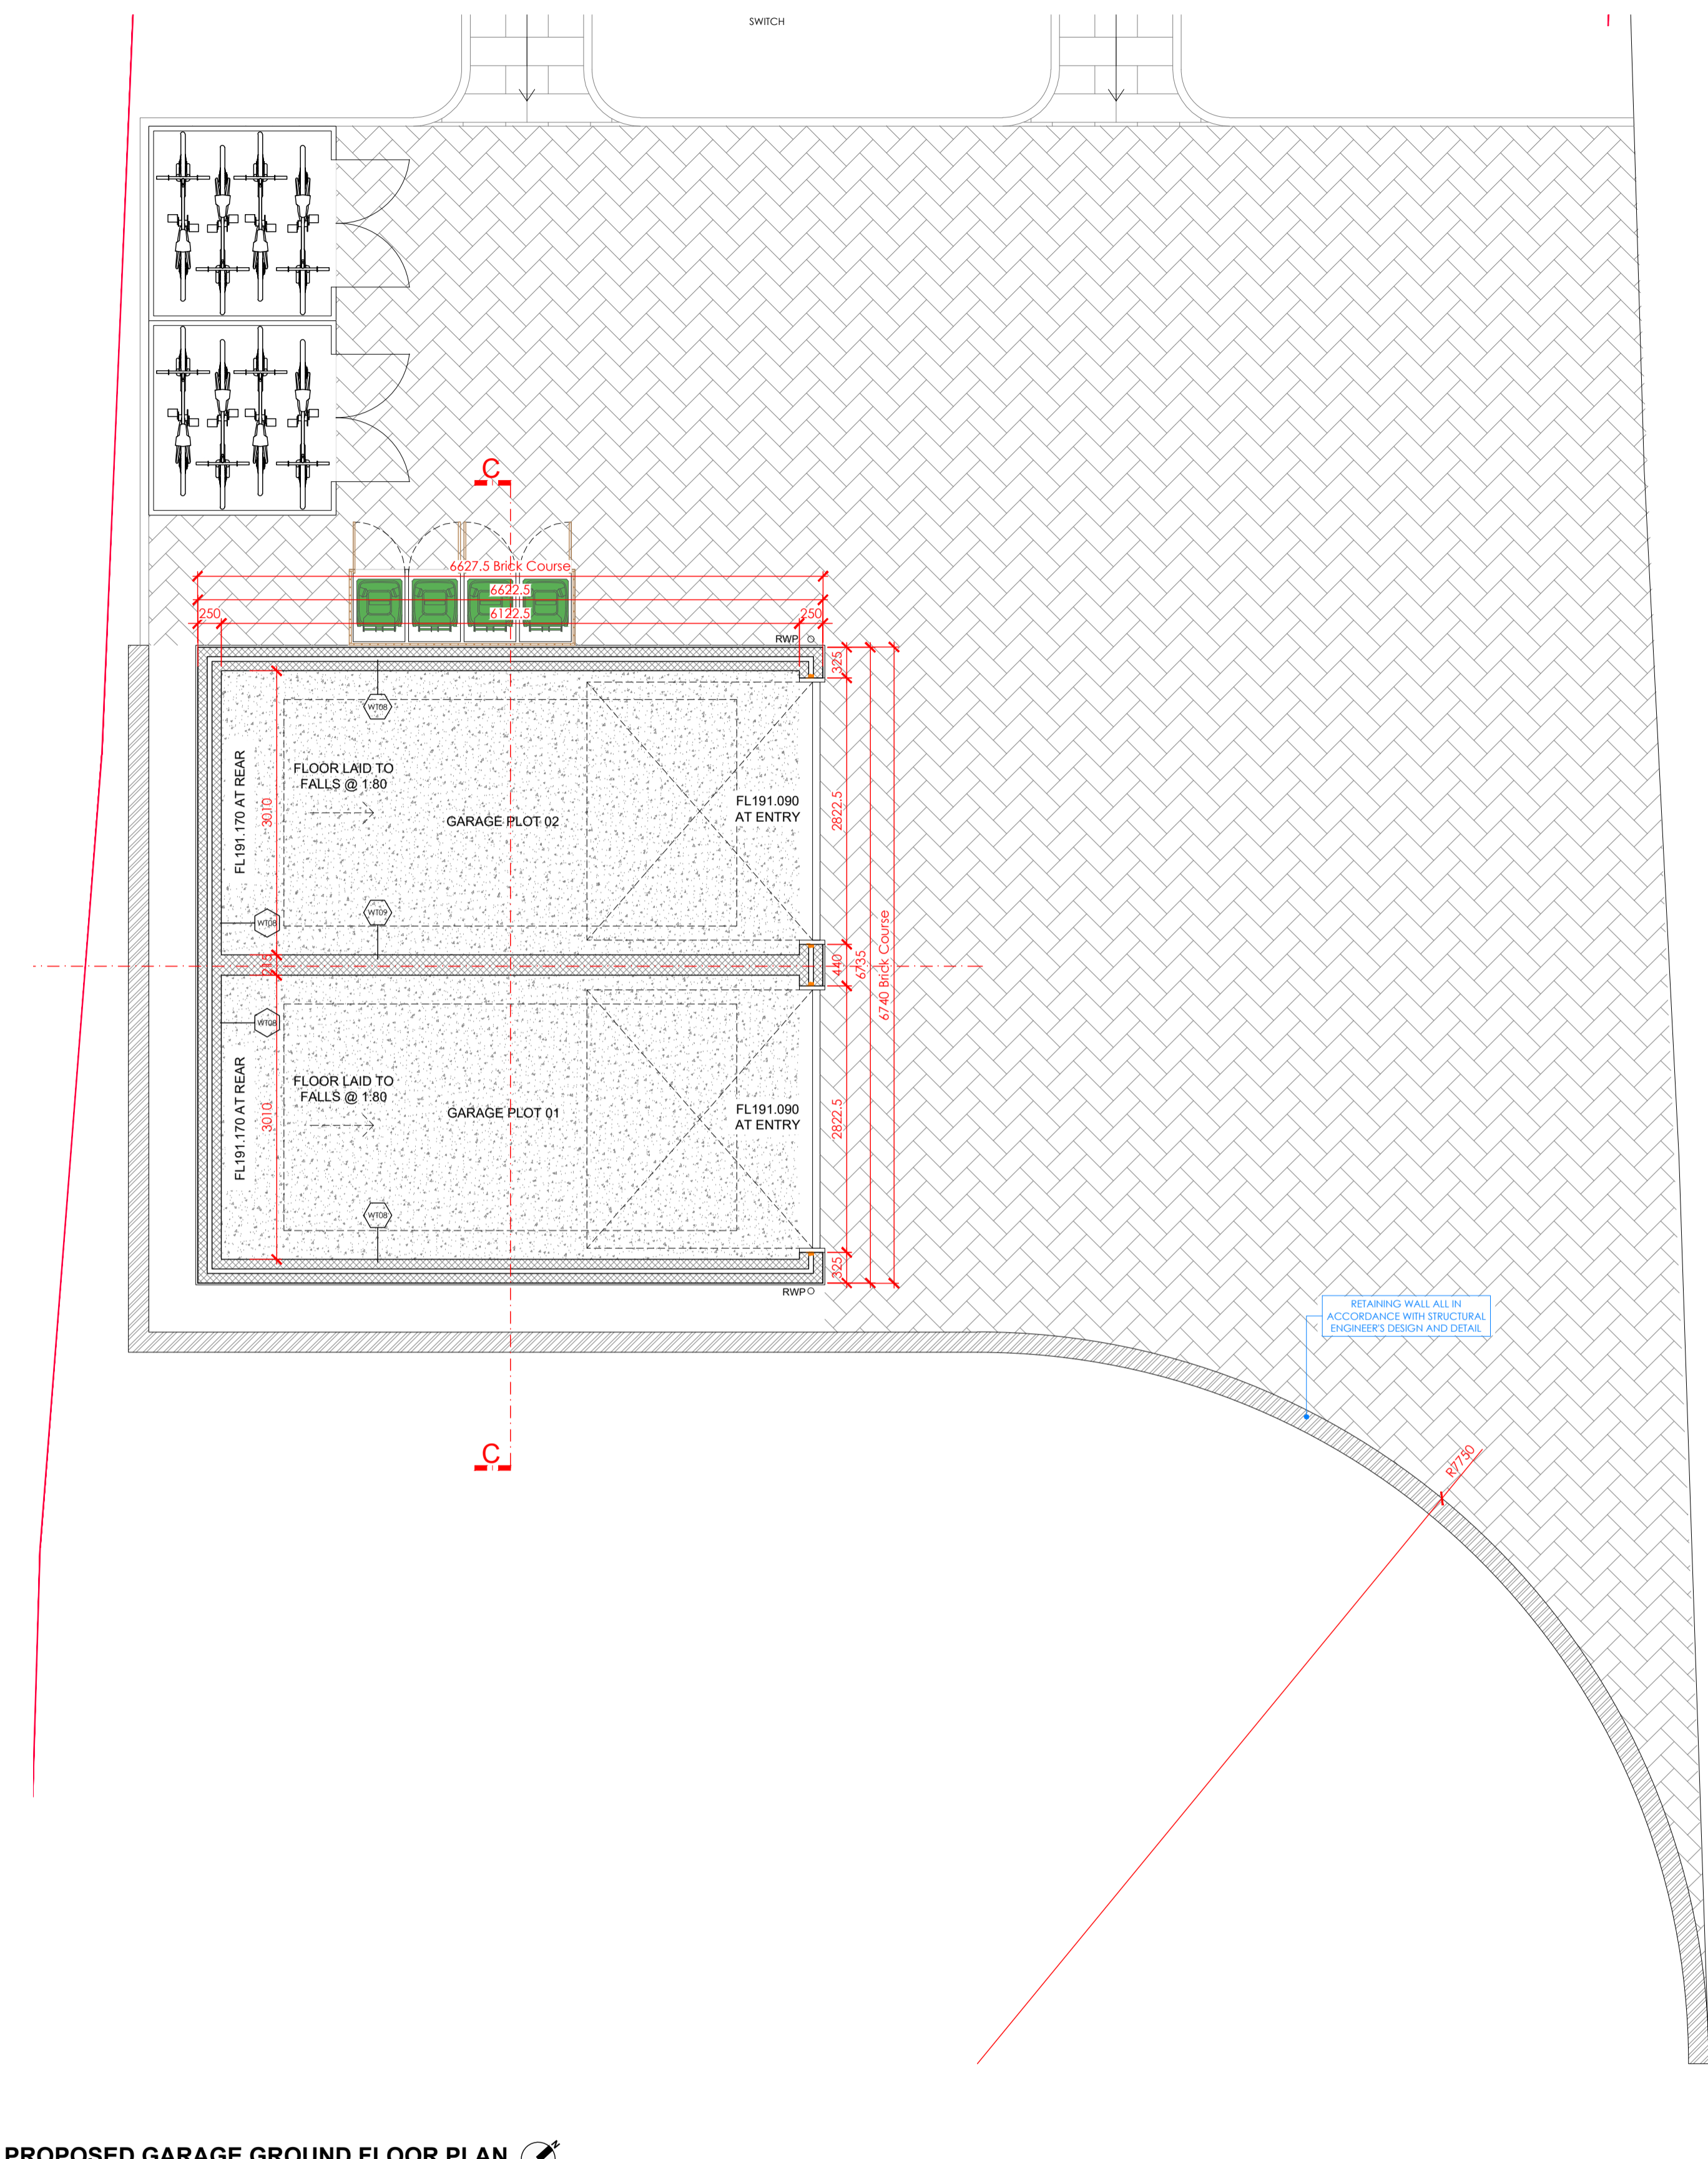 SWITCH
C
6627.5 Brick Course
6622.5
250
6122.5
250
RWP
325
WT08
FL191.170 AT REAR
3010
FLOOR LAID TO
FALLS @ 1:80
GARAGE PLOT 02
FL191.090
AT ENTRY
2822.5
WT08
WT09
215
440
6735
6740 Brick Course
WT08
FL191.170 AT REAR
3010
FLOOR LAID TO
FALLS @ 1:80
GARAGE PLOT 01
FL191.090
AT ENTRY
2822.5
WT08
325
RWP
RETAINING WALL ALL IN
ACCORDANCE WITH STRUCTURAL
ENGINEER'S DESIGN AND DETAIL
C
R7750
PROPOSED GARAGE GROUND FLOOR PLAN
N